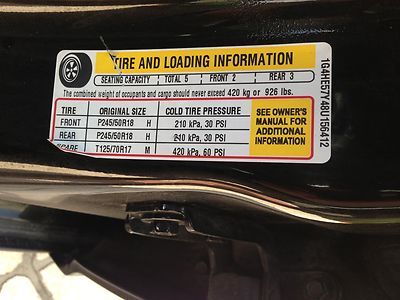 TIRE AND LOADING INFORMATION
SEATING CAPACITY | TOTAL 5 | FRONT 2 | REAR 3
The combined weight of occupants and cargo should never exceed 420 kg or 926 lbs.
TIRE ORIGINAL SIZE COLD TIRE PRESSURE
FRONT P245/50R18 H 210 kPa, 30 PSI
REAR P245/50R18 H 210 kPa, 30 PSI
SPARE T125/70R17 M 420 kPa, 60 PSI
SEE OWNER'S
MANUAL FOR
ADDITIONAL
INFORMATION